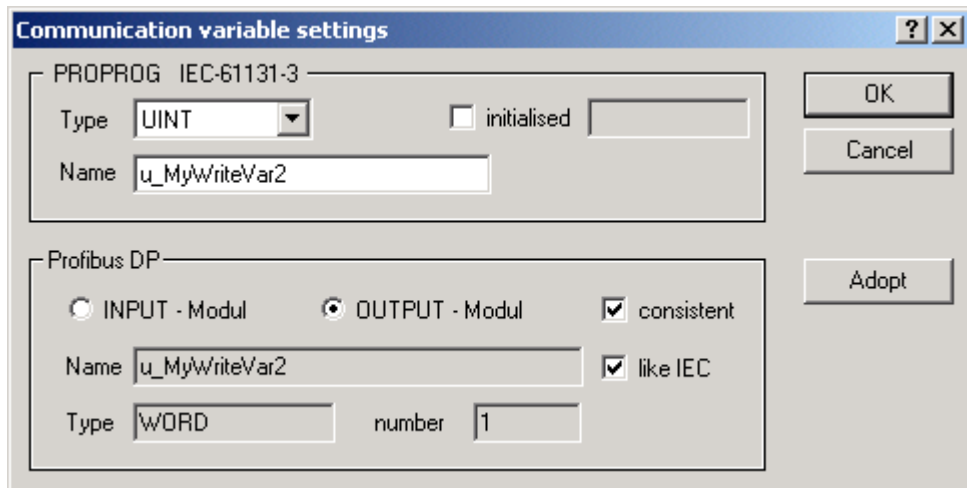 Communication variable settings
PROPROG IEC-61131-3
Type UINT initialised
Name u_MyWriteVar2
OK
Cancel
Profibus DP
INPUT - Modul OUTPUT - Modul consistent
Name u_MyWriteVar2 like IEC
Type WORD number 1
Adopt